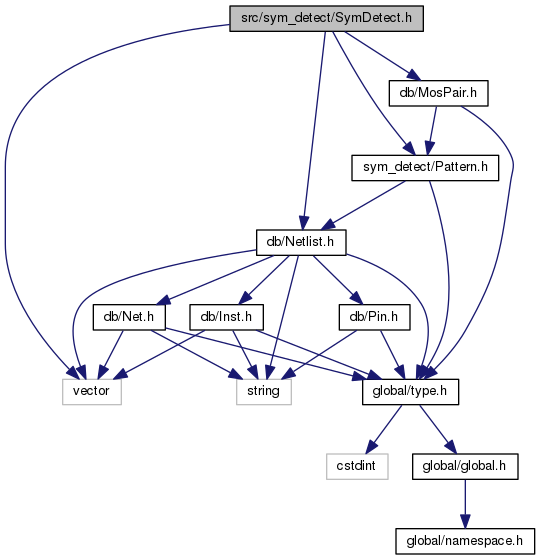 src/sym_detect/SymDetect.h
db/MosPair.h
sym_detect/Pattern.h
db/Netlist.h
db/Net.h
db/Inst.h
db/Pin.h
vector
string
global/type.h
cstdint
global/global.h
global/namespace.h